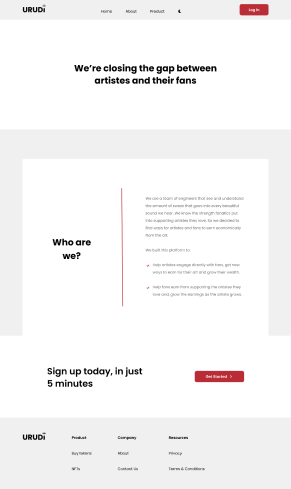 URUDi
Home About Product
Log In
We're closing the gap between
artistes and their fans
Who are
we?
We are a team of engineers that see and understand
the amount of sweat that goes into every beautiful
sound we hear. We know the strength fanatics put
into supporting artistes they love. So we decided to
find ways for artistes and fans to earn economically
from the art.
We built this platform to:
Help artistes engage directly with fans, get new
ways to earn for their art and grow their wealth.
Help fans earn from supporting the artistes they
love and grow the earnings as the artiste grows.
Sign up today, in just
5 minutes
Get Started >
URUDi
Product Company Resources
Buy tokens About Privacy
NFTs Contact Us Terms & Conditions